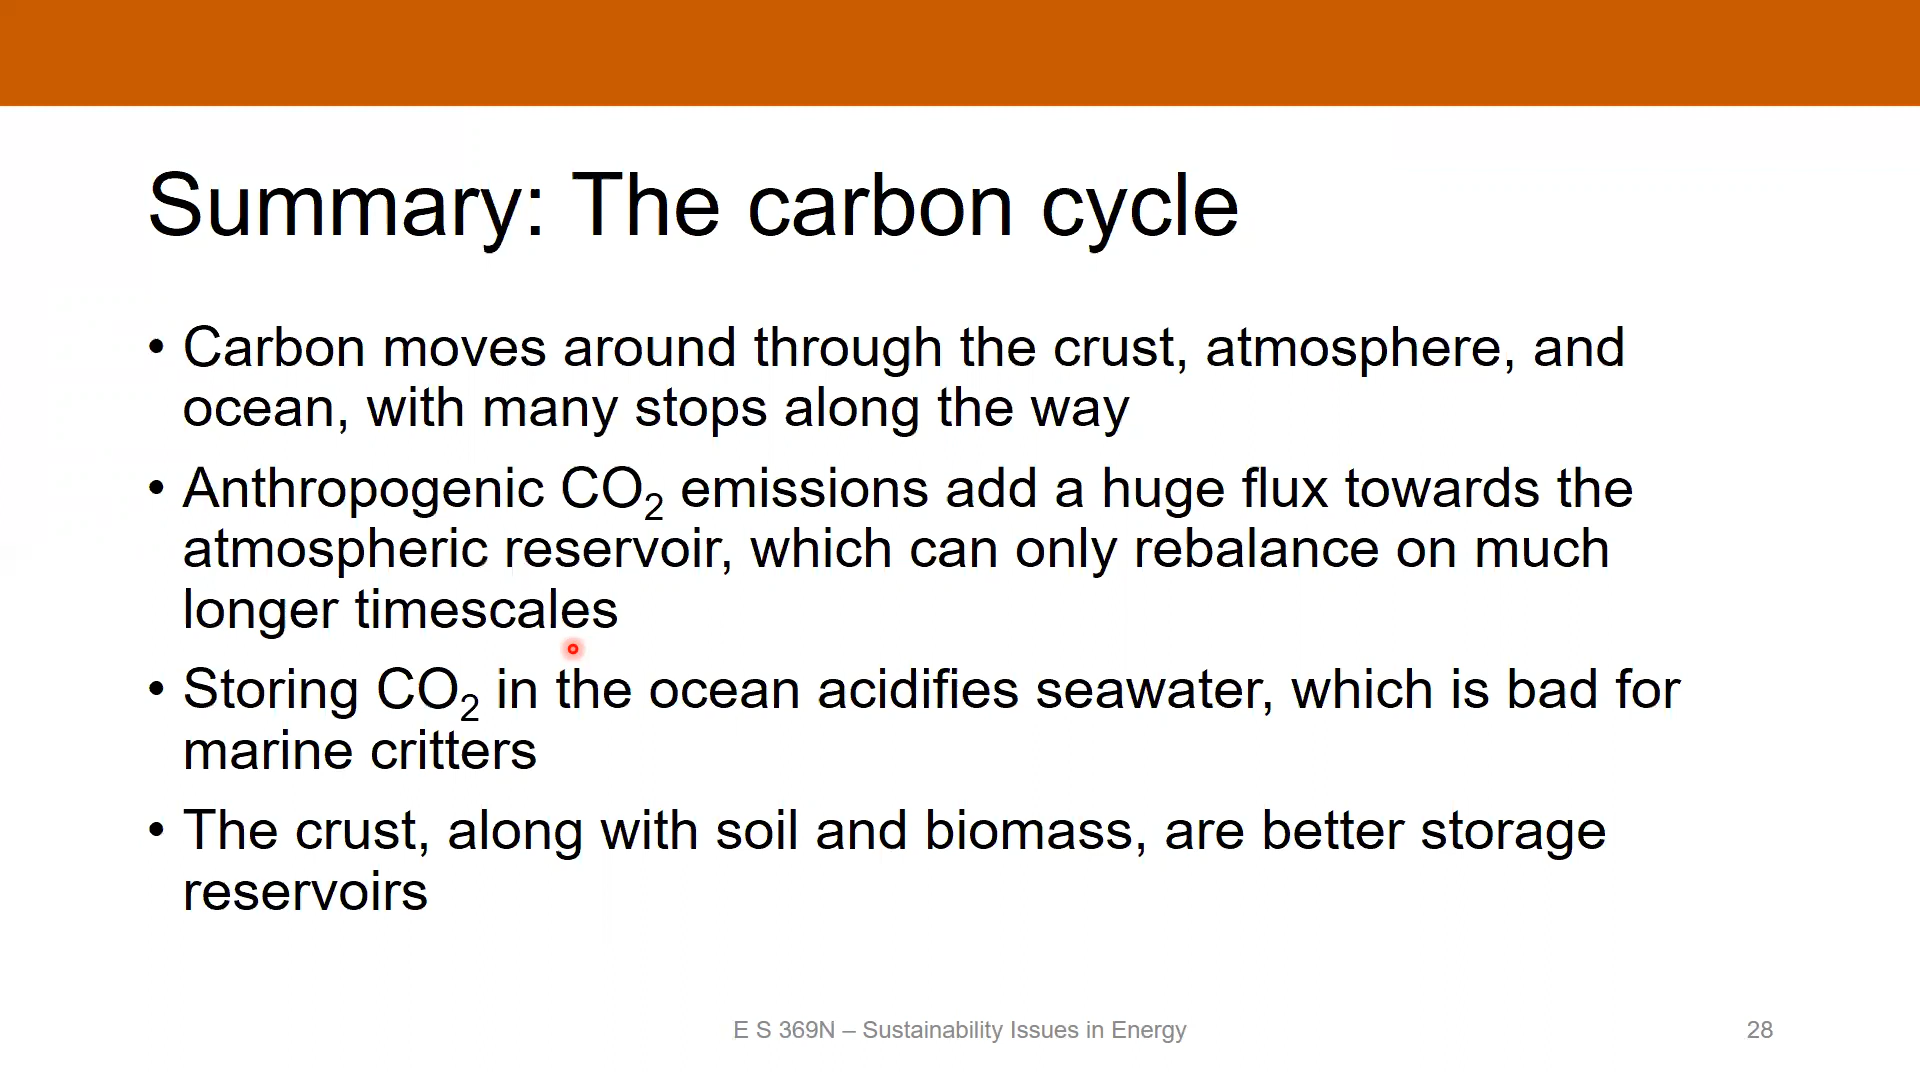 Summary: The carbon cycle
• Carbon moves around through the crust, atmosphere, and
ocean, with many stops along the way
• Anthropogenic CO₂ emissions add a huge flux towards the
atmospheric reservoir, which can only rebalance on much
longer timescales
• Storing CO₂ in the ocean acidifies seawater, which is bad for
marine critters
• The crust, along with soil and biomass, are better storage
reservoirs
E S 369N – Sustainability Issues in Energy
28